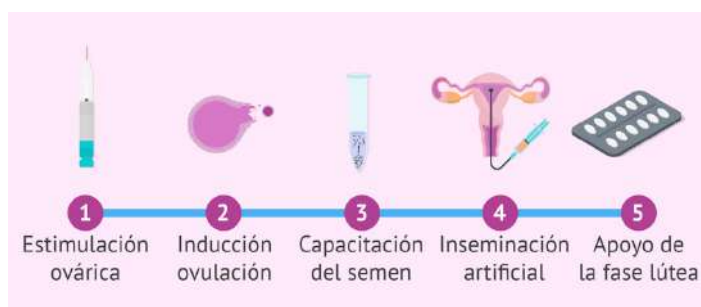 1 2 3 4 5
Estimulación Inducción Capacitación Inseminación Apoyo de
ovárica ovulación del semen artificial la fase lútea